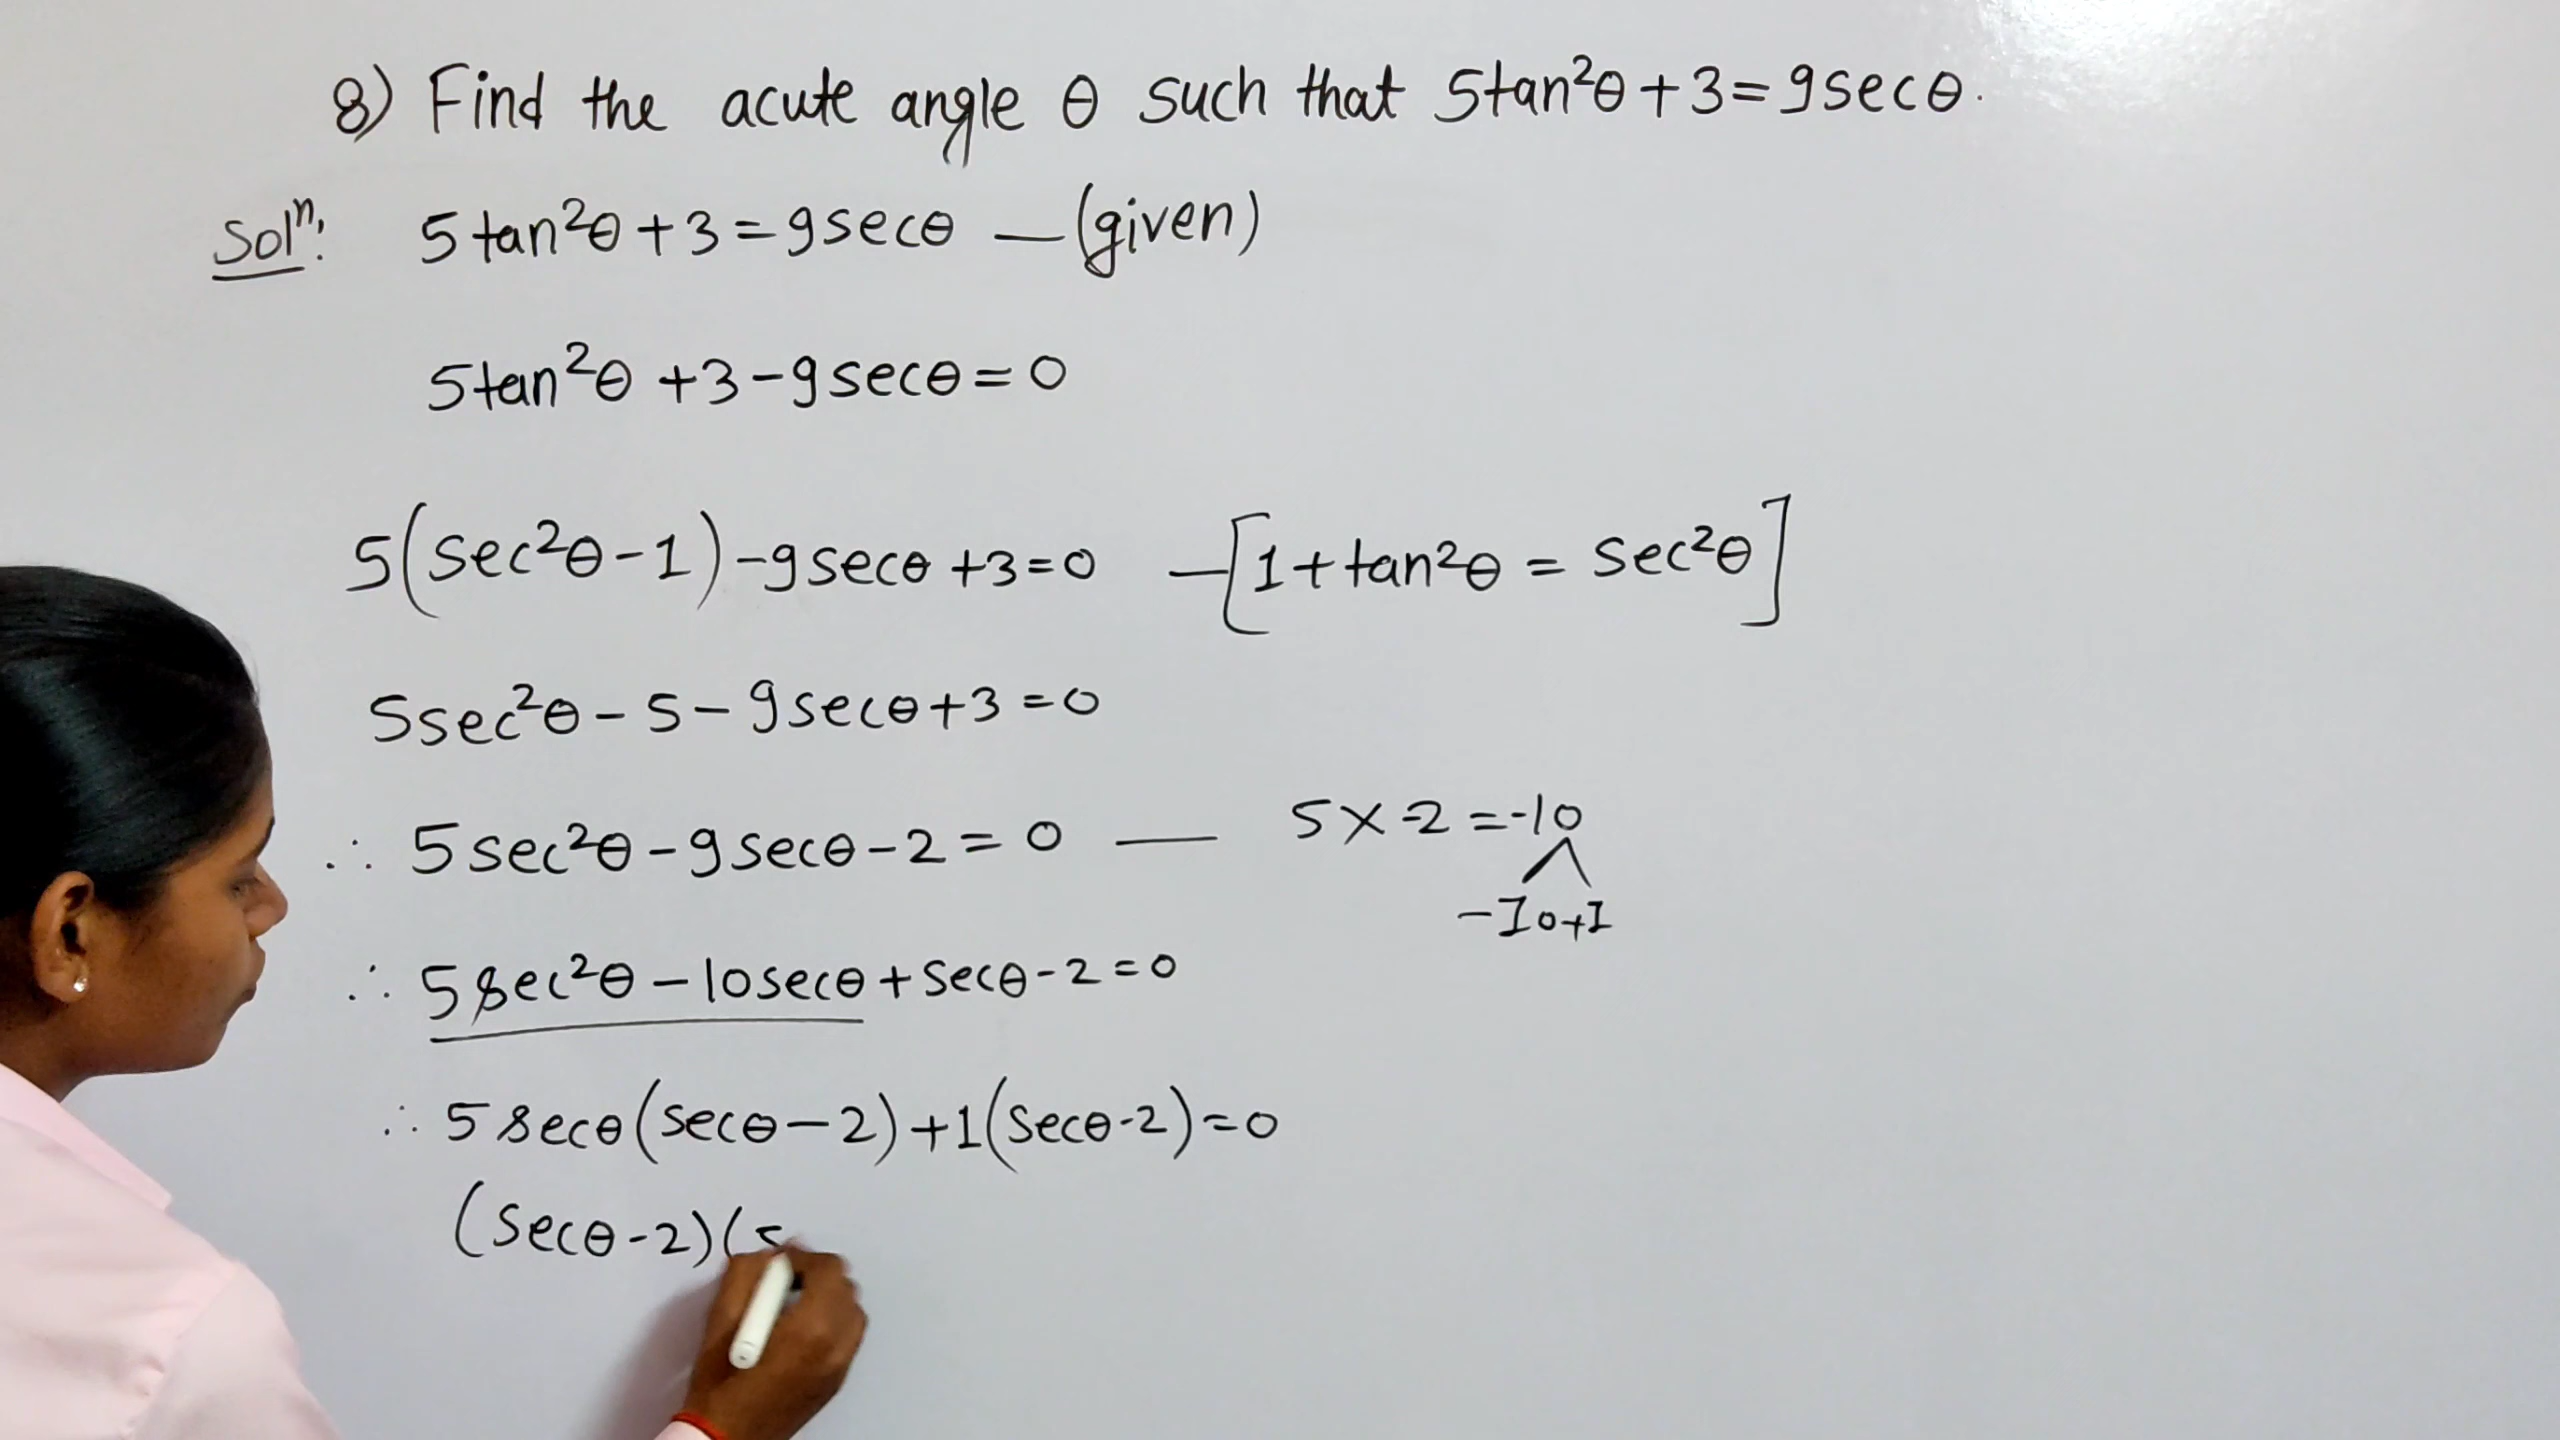 8) Find the acute angle θ such that 5tan²θ+3=9secθ.
Solⁿ: 5tan²θ+3=9secθ —(given)
5tan²θ+3-9secθ=0
5(sec²θ-1)-9secθ+3=0 —[1+tan²θ=sec²θ]
5sec²θ-5-9secθ+3=0
∴ 5sec²θ-9secθ-2=0 — 5×-2=-10
-10+1
∴ 5sec²θ-10secθ+secθ-2=0
∴ 5secθ(secθ-2)+1(secθ-2)=0
(secθ-2)(5